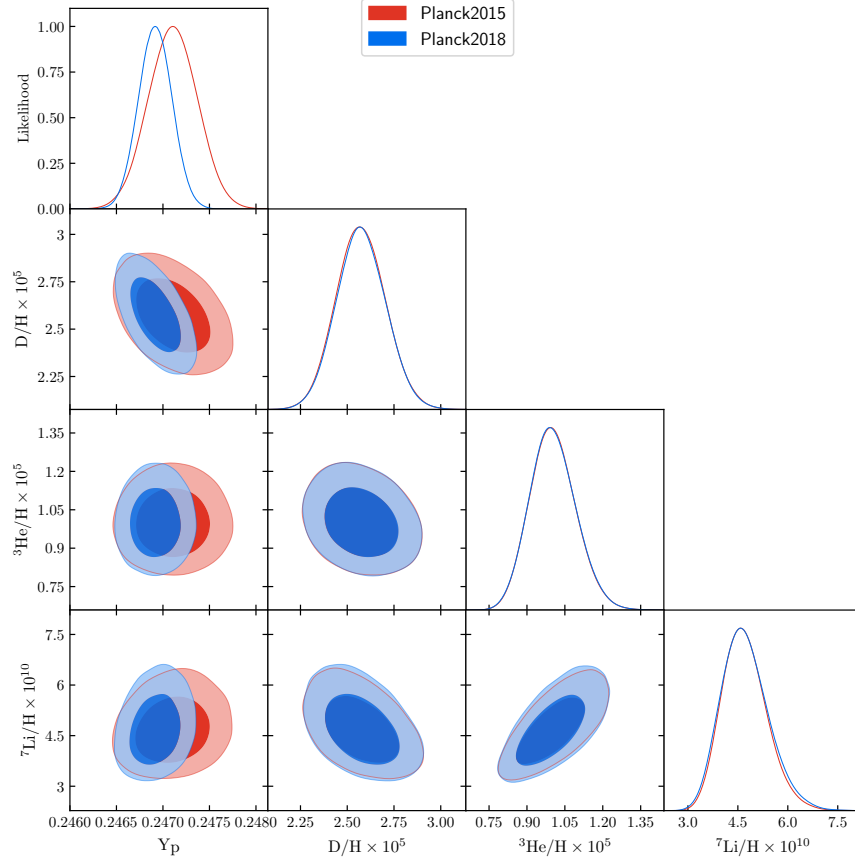 Planck2015
Planck2018
Likelihood
1.00
0.75
0.50
0.25
0.00
D/H × 10⁵
3
2.75
2.5
2.25
³He/H × 10⁵
1.35
1.2
1.05
0.9
0.75
⁷Li/H × 10¹⁰
7.5
6
4.5
3
0.2460 0.2465 0.2470 0.2475 0.2480 2.25 2.50 2.75 3.00 0.75 0.90 1.05 1.20 1.35 3.0 4.5 6.0 7.5
Yₚ D/H × 10⁵ ³He/H × 10⁵ ⁷Li/H × 10¹⁰